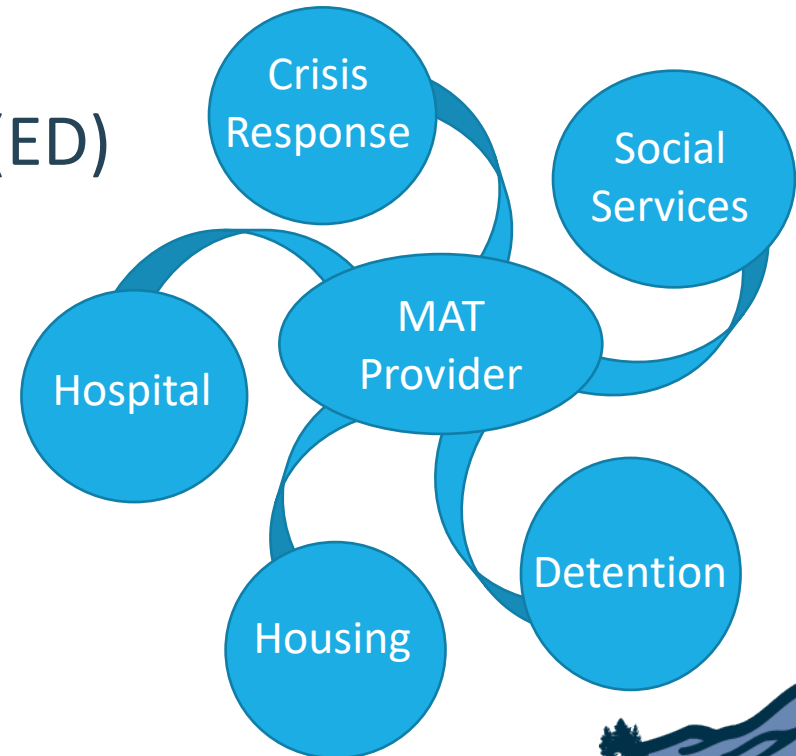 (ED)
Crisis
Response
Social
Services
MAT
Provider
Hospital
Detention
Housing